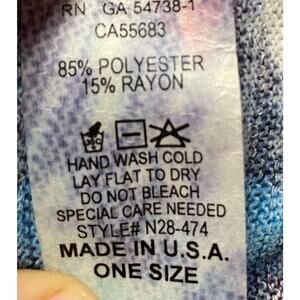 RN GA 54738-1
CA55683
85% POLYESTER
15% RAYON
HAND WASH COLD
LAY FLAT TO DRY
DO NOT BLEACH
SPECIAL CARE NEEDED
STYLE# N28-474
MADE IN U.S.A.
ONE SIZE